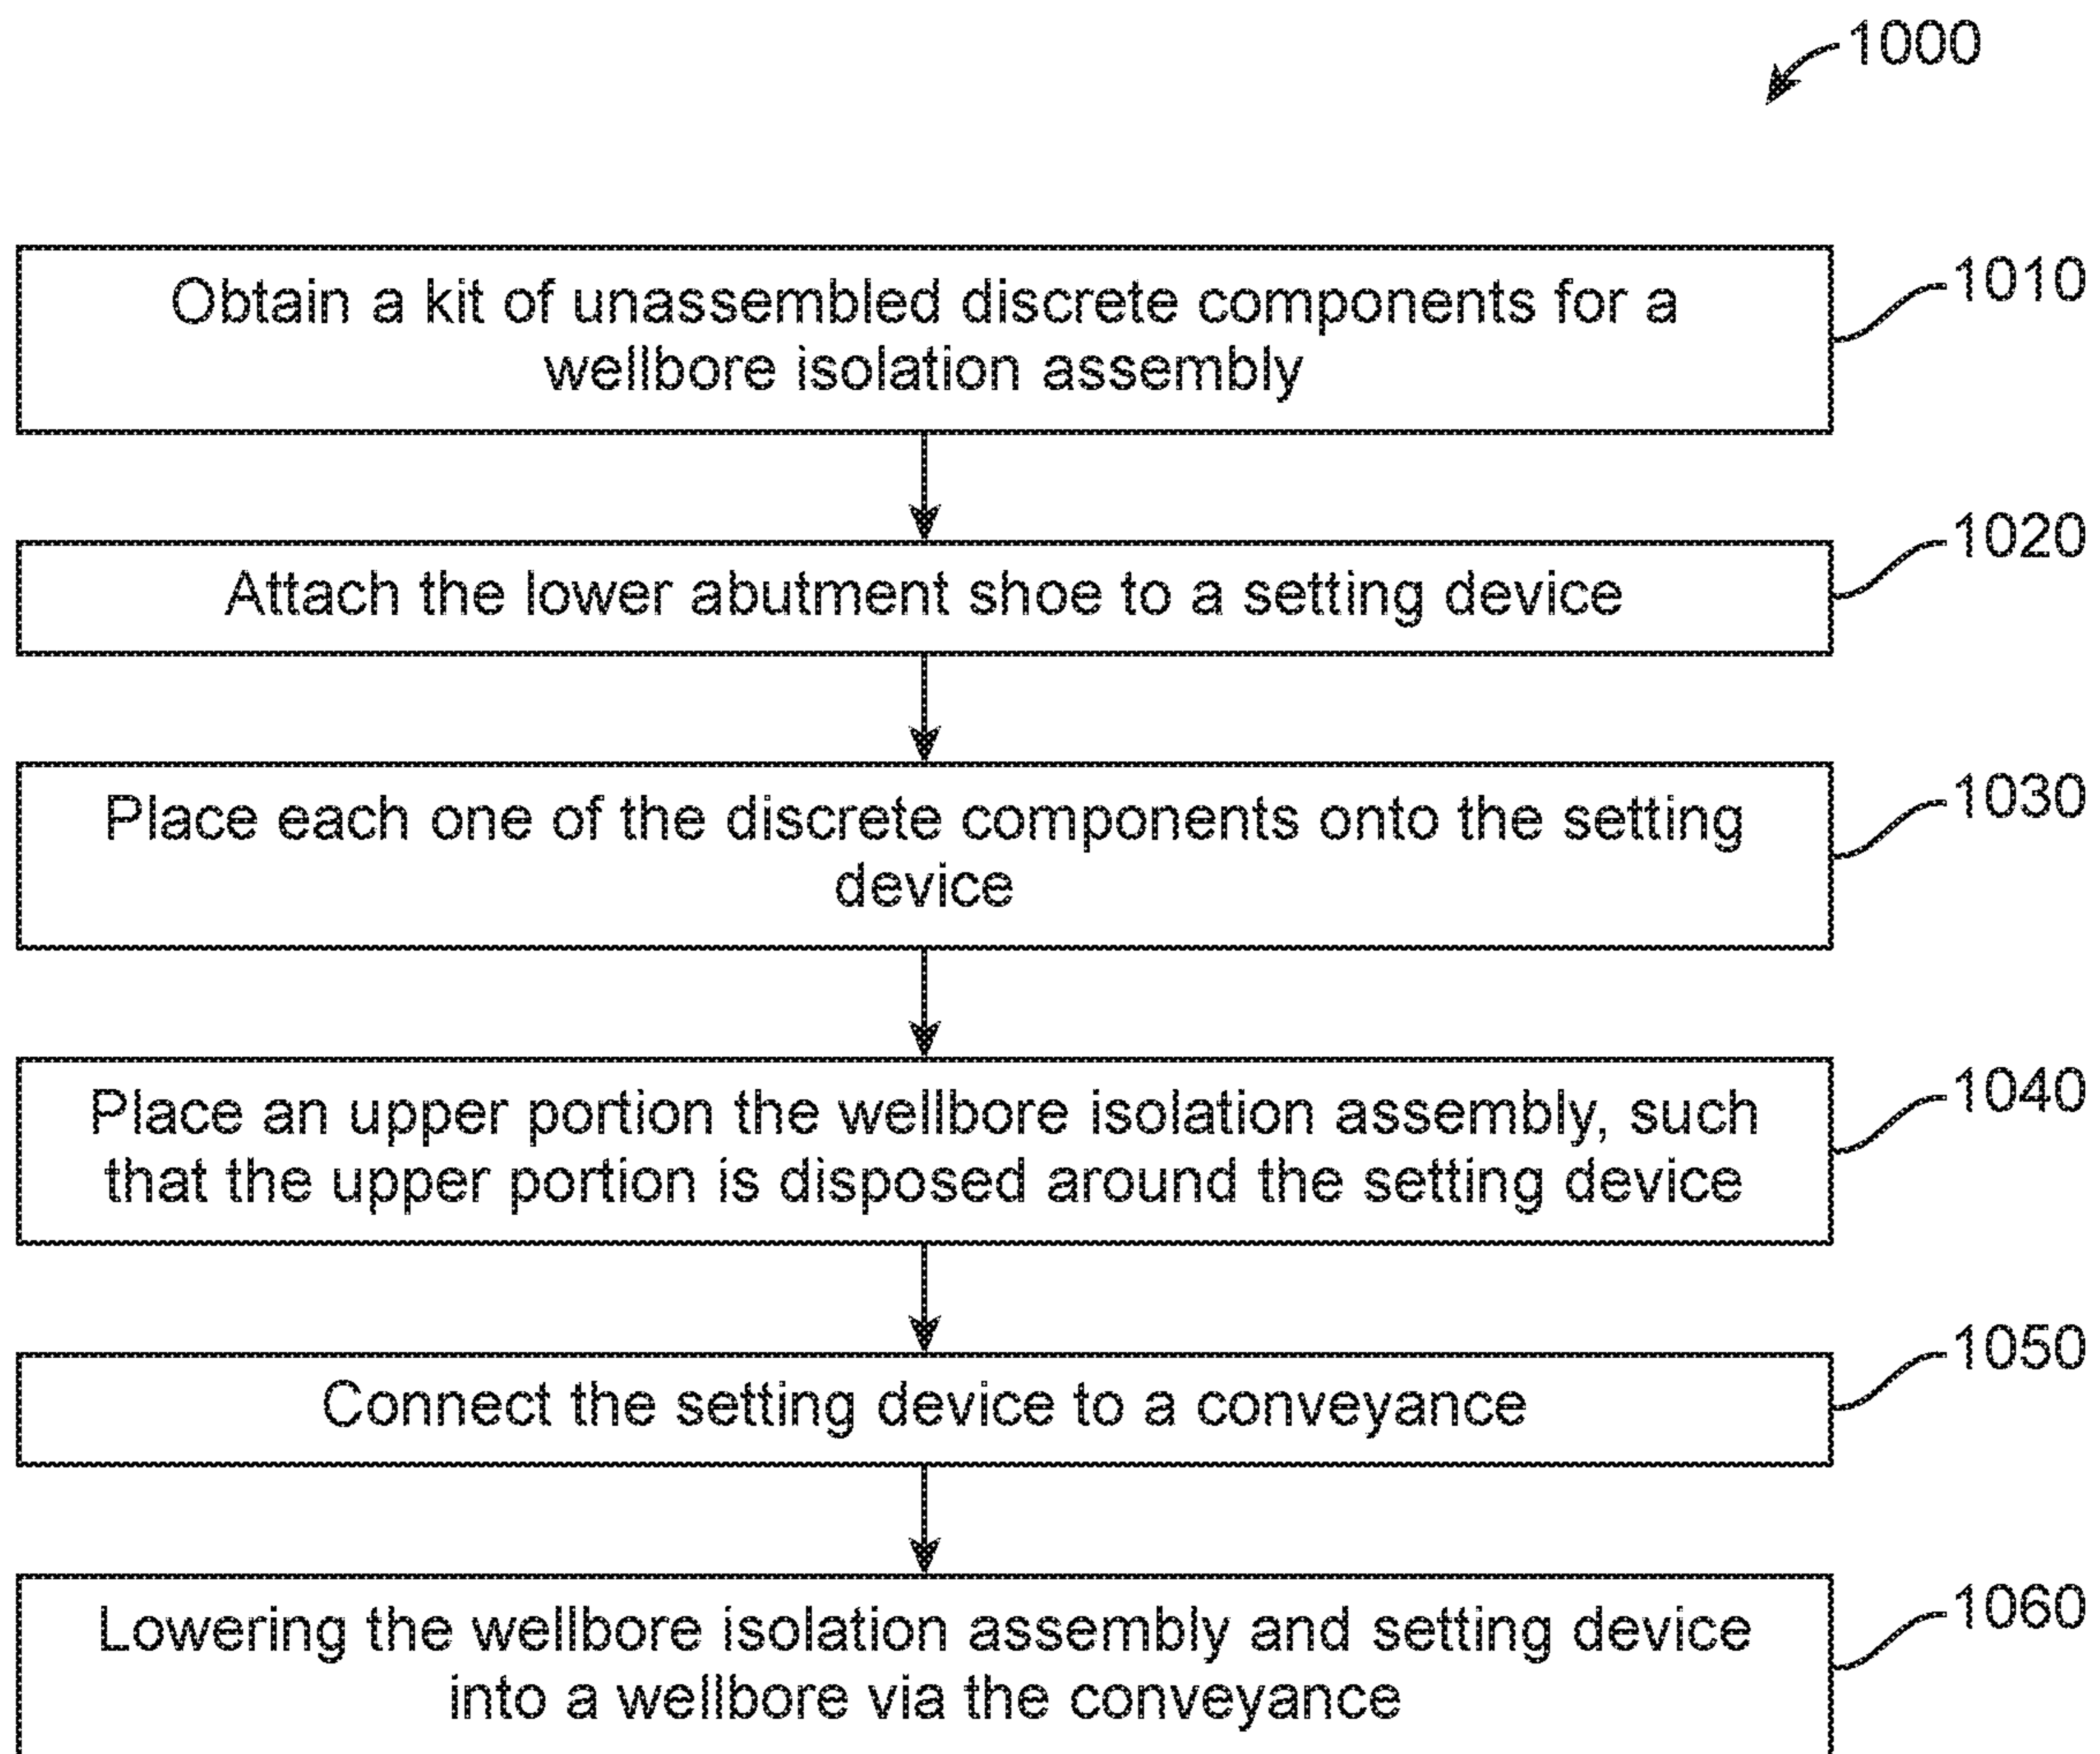 1000
Obtain a kit of unassembled discrete components for a
wellbore isolation assembly
1010
Attach the lower abutment shoe to a setting device
1020
Place each one of the discrete components onto the setting
device
1030
Place an upper portion the wellbore isolation assembly, such
that the upper portion is disposed around the setting device
1040
Connect the setting device to a conveyance
1050
Lowering the wellbore isolation assembly and setting device
into a wellbore via the conveyance
1060